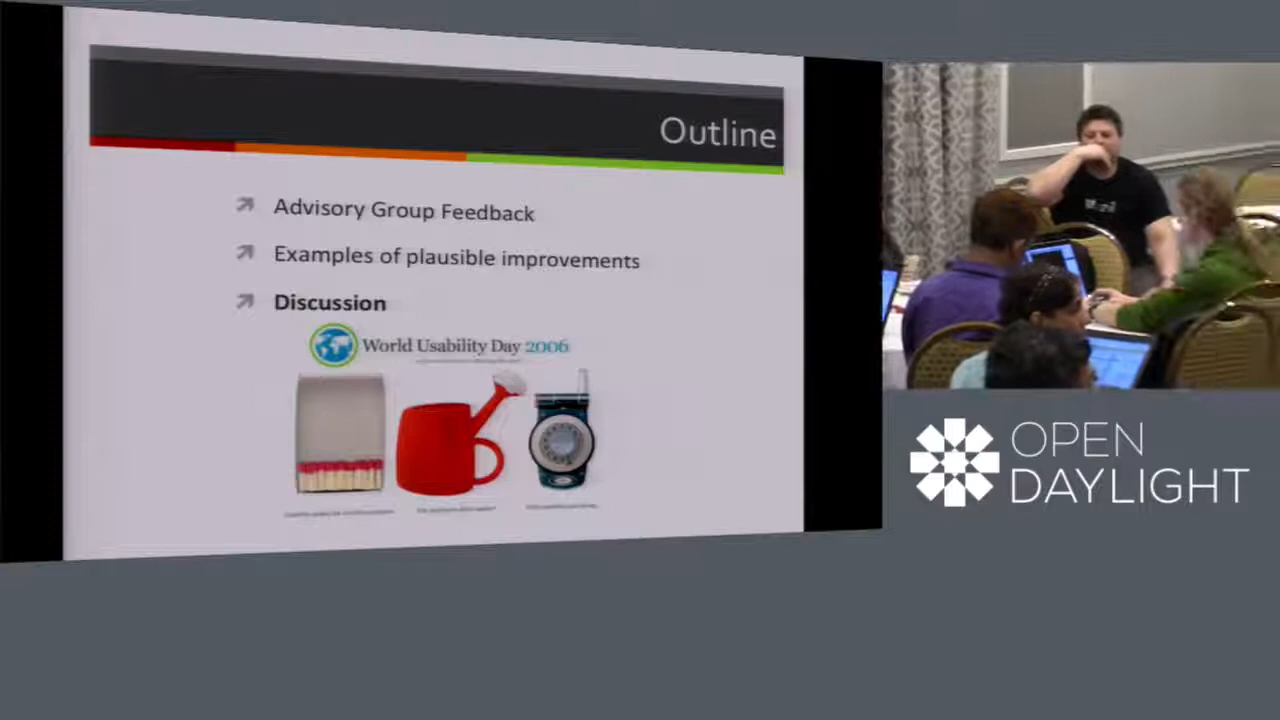 Outline
Advisory Group Feedback
Examples of plausible improvements
Discussion
World Usability Day 2006
OPEN
DAYLIGHT